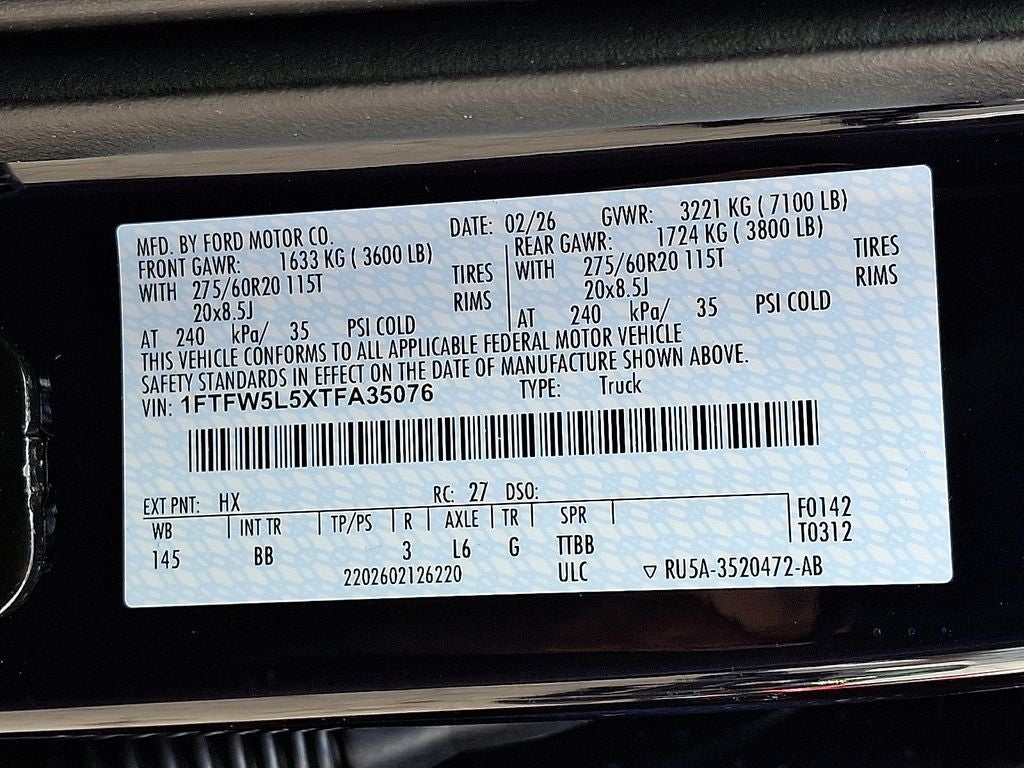 MFD. BY FORD MOTOR CO. DATE: 02/26 GVWR: 3221 KG ( 7100 LB)
FRONT GAWR: 1633 KG ( 3600 LB) REAR GAWR: 1724 KG ( 3800 LB)
WITH 275/60R20 115T TIRES WITH 275/60R20 115T TIRES
20x8.5J RIMS 20x8.5J RIMS
AT 240 kPa/ 35 PSI COLD AT 240 kPa/ 35 PSI COLD
THIS VEHICLE CONFORMS TO ALL APPLICABLE FEDERAL MOTOR VEHICLE
SAFETY STANDARDS IN EFFECT ON THE DATE OF MANUFACTURE SHOWN ABOVE.
VIN: 1FTFW5L5XTFA35076 TYPE: Truck
EXT PNT: HX RC: 27 DSO:
WB INT TR TP/PS R AXLE TR SPR F0142
145 BB 3 L6 G TTBB T0312
2202602126220 ULC ▽ RU5A-3520472-AB